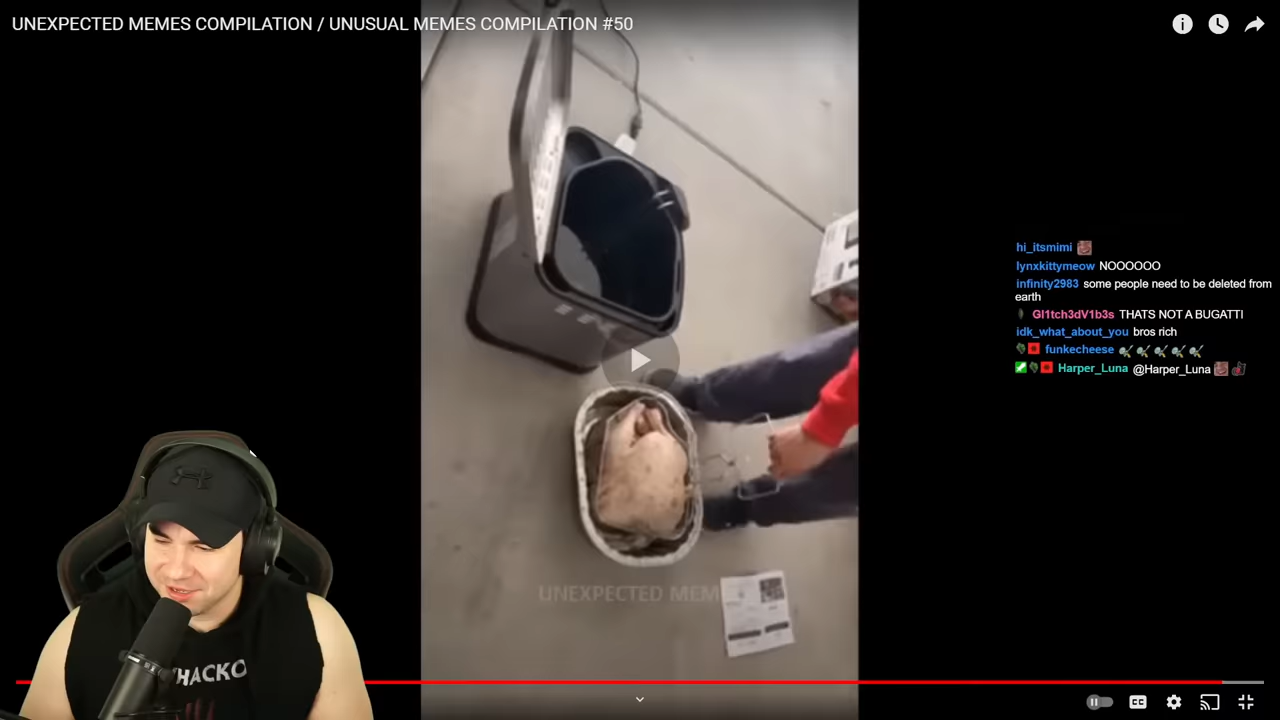 UNEXPECTED MEMES COMPILATION / UNUSUAL MEMES COMPILATION #50
hi_itsmimi
lynxkittymeow NOOOOOO
infinity2983 some people need to be deleted from
earth
Gl1tch3dV1b3s THATS NOT A BUGATTI
idk_what_about_you bros rich
funkecheese
Harper_Luna @Harper_Luna
UNEXPECTED MEM
HACKO
CC